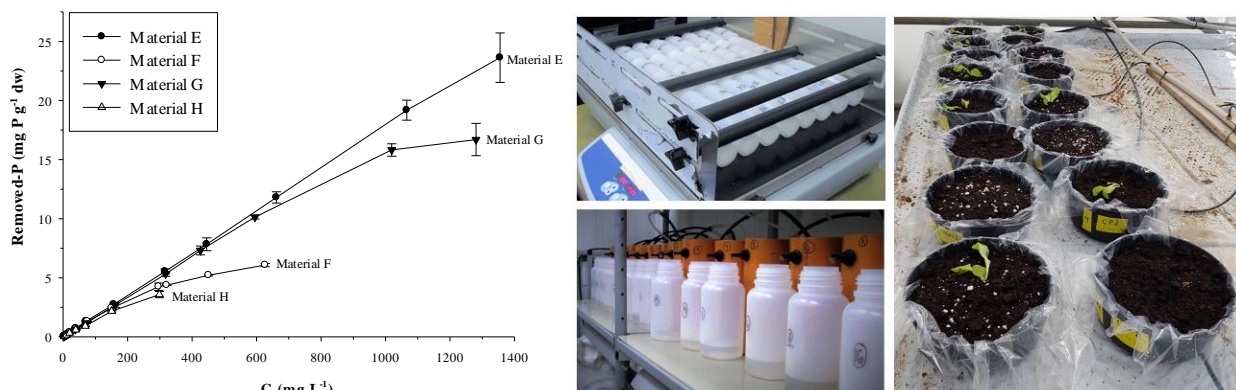 Material E
Material F
Material G
Material H
Removed-P (mg P g-1 dw)
25
20
15
10
5
0
Material E
Material G
Material F
Material H
0
200
400
600
800
1000
1200
1400
CP2